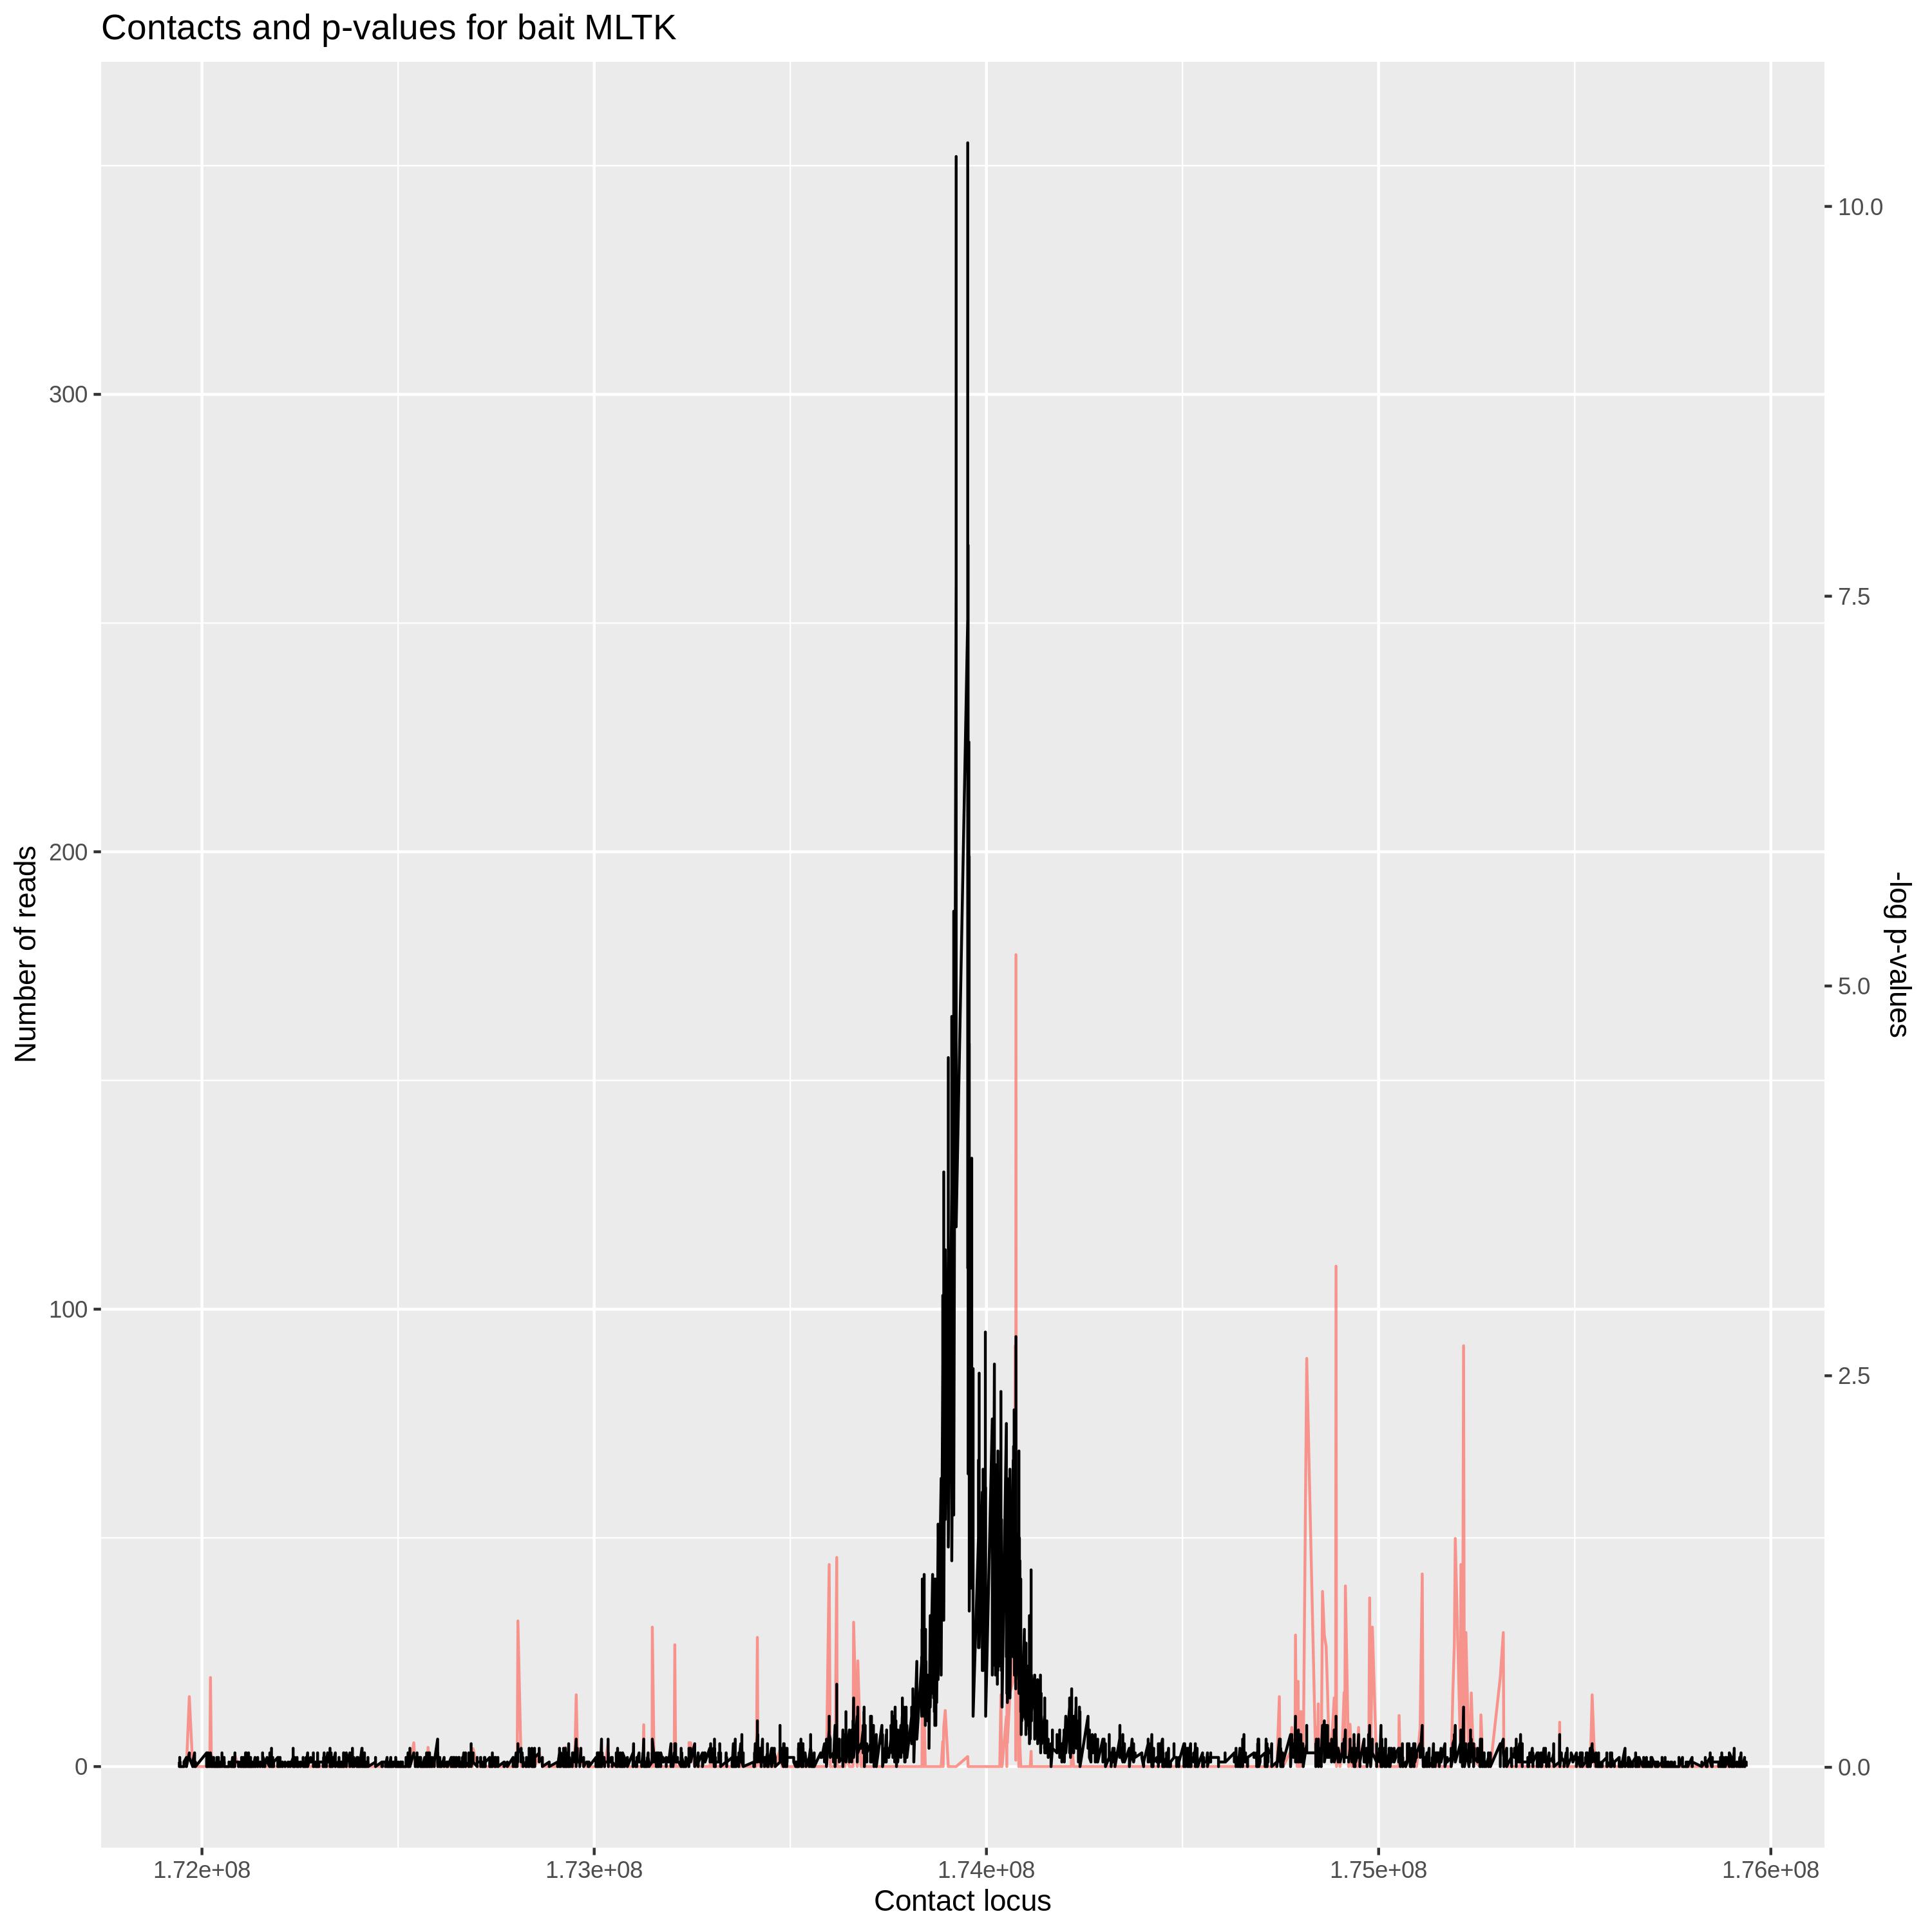 Contacts and p-values for bait MLTK
Number of reads
300
200
100
0
10.0
7.5
5.0
2.5
0.0
-log p-values
1.72e+08 1.73e+08 1.74e+08 1.75e+08 1.76e+08
Contact locus